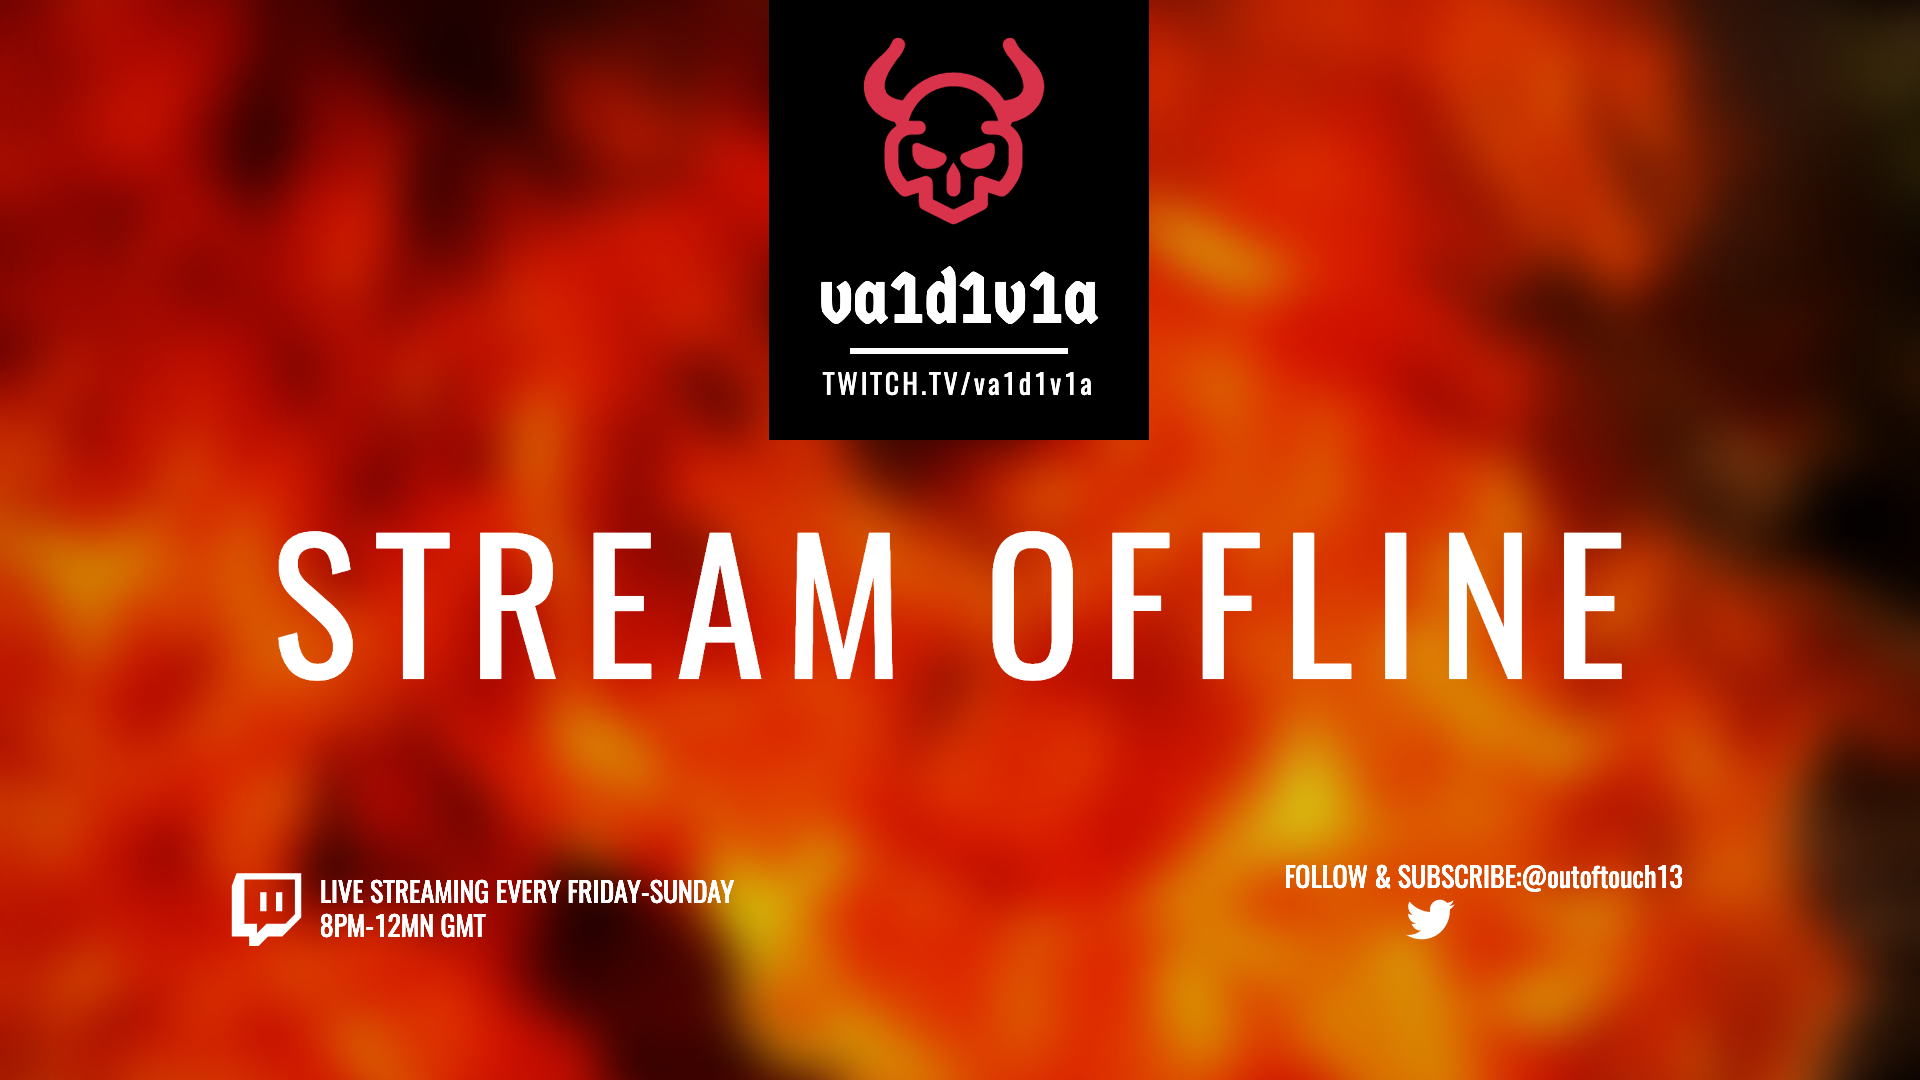 va1d1v1a
TWITCH.TV/va1d1v1a
STREAM OFFLINE
LIVE STREAMING EVERY FRIDAY-SUNDAY
8PM-12MN GMT
FOLLOW & SUBSCRIBE:@outoftouch13